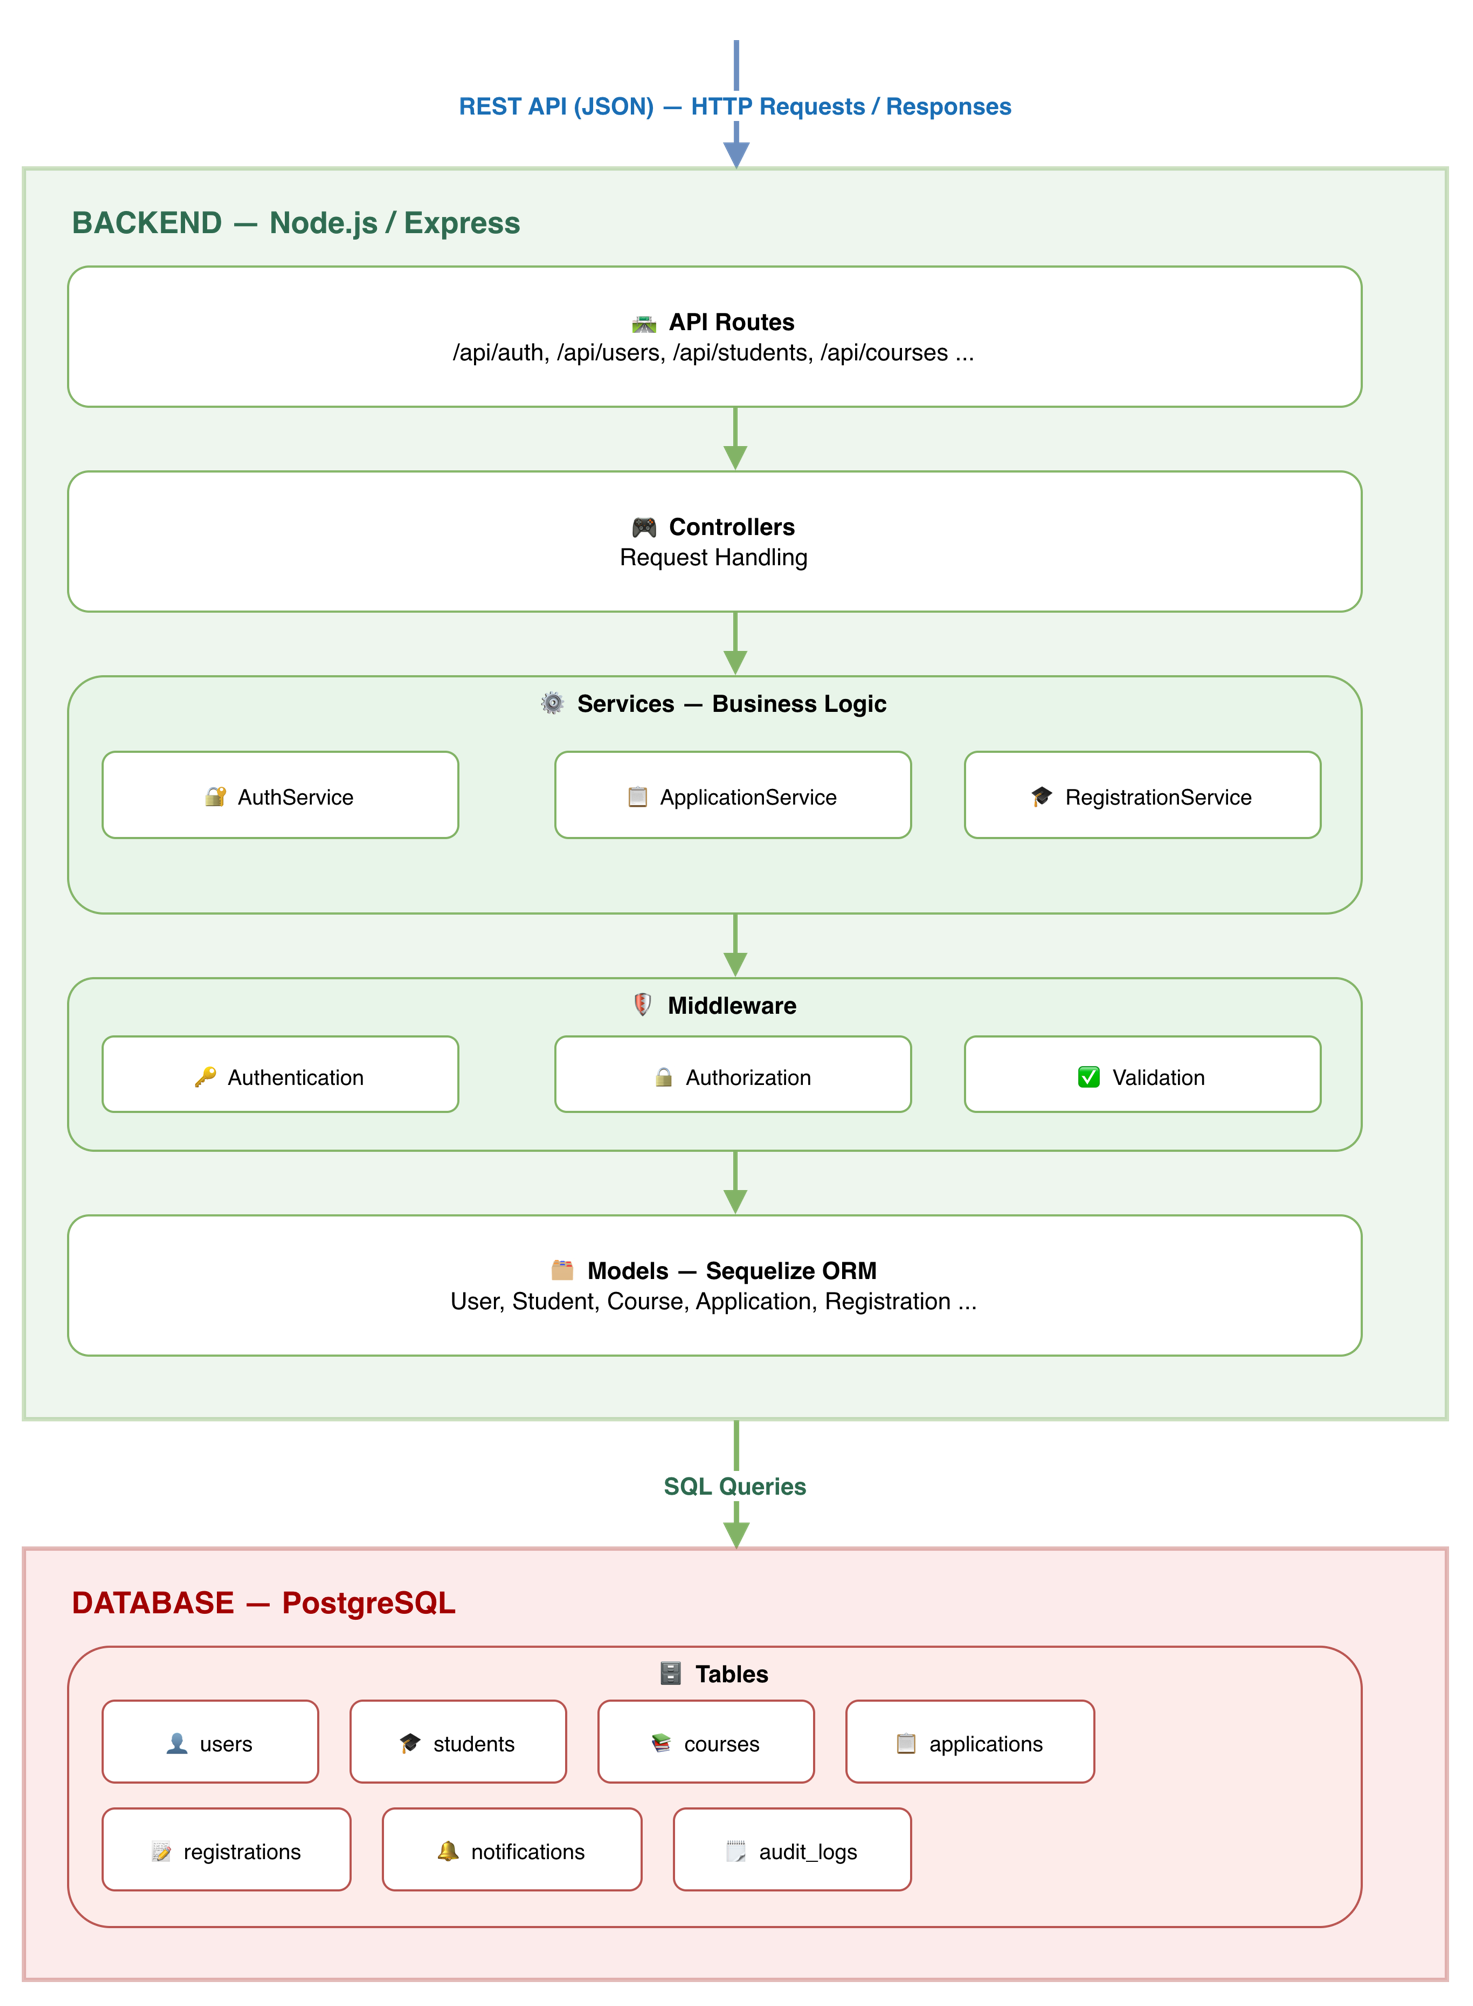 REST API (JSON) — HTTP Requests / Responses
BACKEND — Node.js / Express
API Routes
/api/auth, /api/users, /api/students, /api/courses ...
Controllers
Request Handling
Services — Business Logic
AuthService
ApplicationService
RegistrationService
Middleware
Authentication
Authorization
Validation
Models — Sequelize ORM
User, Student, Course, Application, Registration ...
SQL Queries
DATABASE — PostgreSQL
Tables
users
students
courses
applications
registrations
notifications
audit_logs